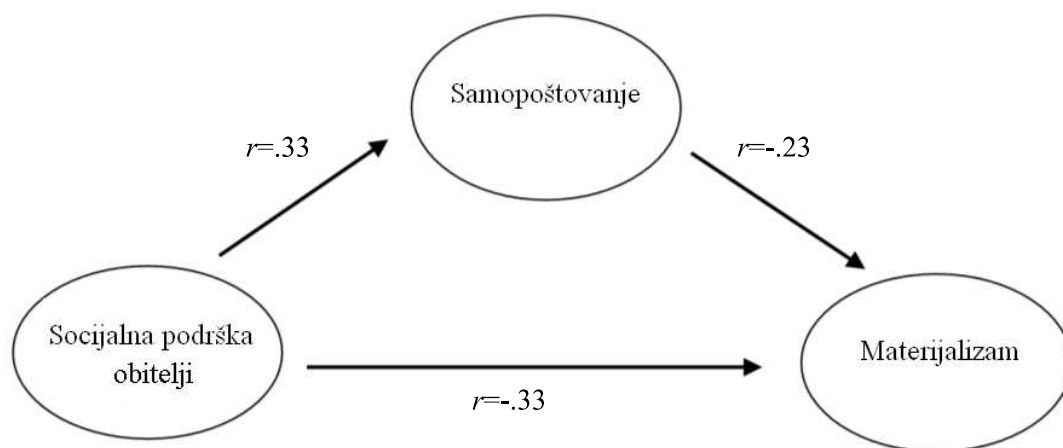 Samopoštovanje
r=.33
r=-.23
Socijalna podrška
obitelji
Materijalizam
r=-.33